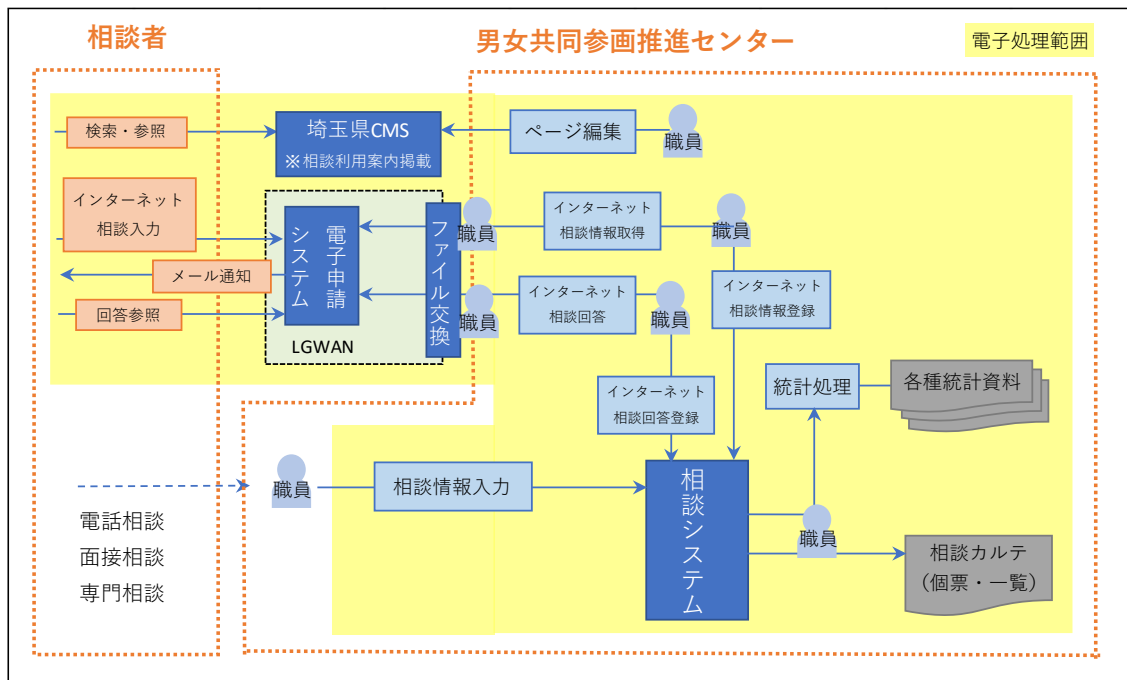 相談者
男女共同参画推進センター
電子処理範囲
検索・参照
埼玉県CMS
※相談利用案内掲載
ページ編集
職員
インターネット
相談入力
電子申請
システム
ファイル交換
職員
インターネット
相談情報取得
職員
メール通知
回答参照
職員
インターネット
相談回答
職員
インターネット
相談情報登録
LGWAN
インターネット
相談回答登録
統計処理
各種統計資料
職員
相談情報入力
相談システム
職員
電話相談
面接相談
専門相談
相談カルテ
（個票・一覧）